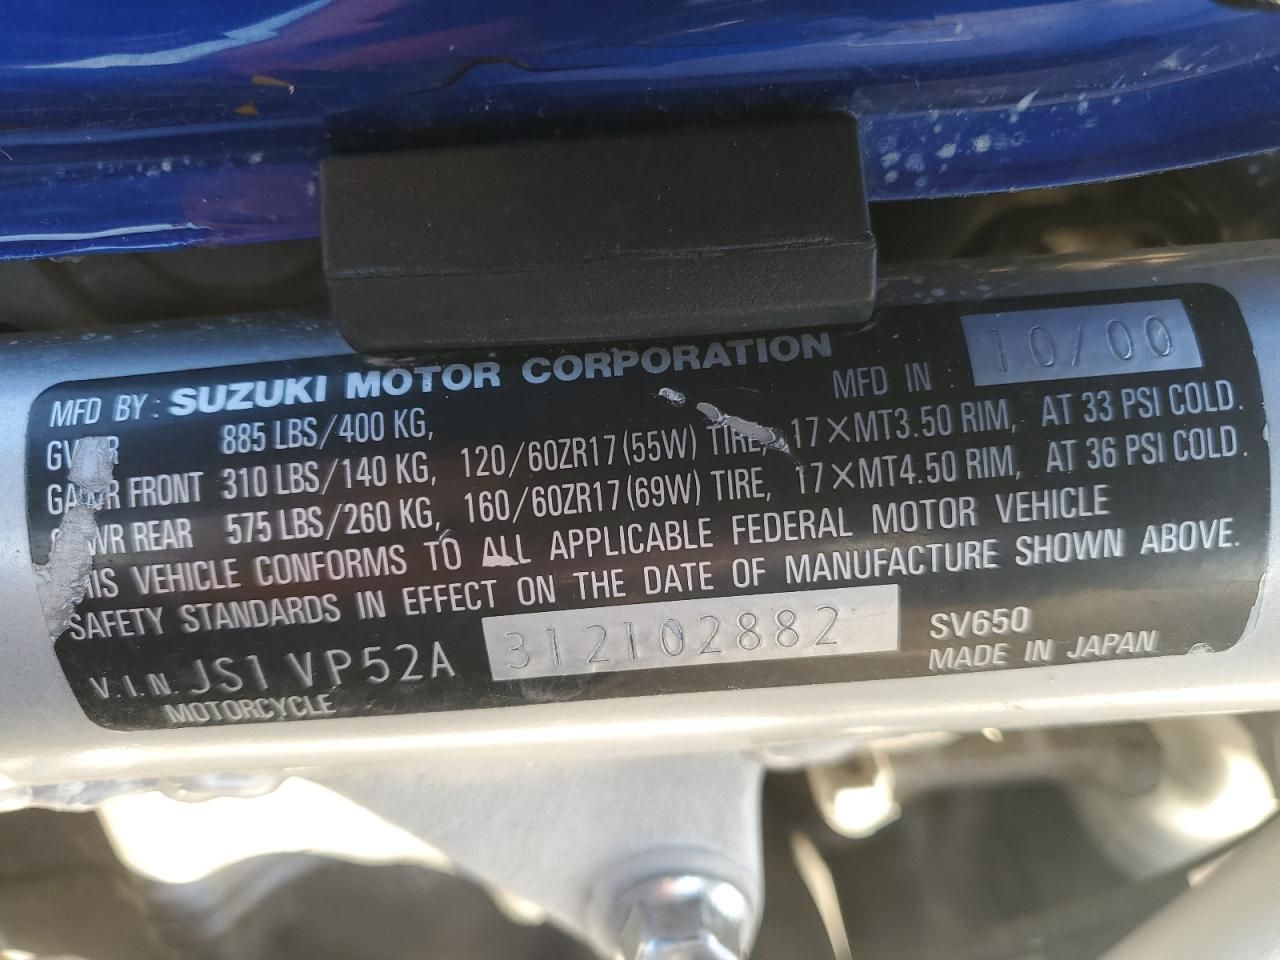 MFD BY: SUZUKI MOTOR CORPORATION MFD IN: 10/00
885 LBS/400 KG,
FRONT 310 LBS/140 KG, 120/60ZR17 (55W) TIRE, 17×MT3.50 RIM, AT 33 PSI COLD.
REAR 575 LBS/260 KG, 160/60ZR17 (69W) TIRE, 17×MT4.50 RIM, AT 36 PSI COLD.
THIS VEHICLE CONFORMS TO ALL APPLICABLE FEDERAL MOTOR VEHICLE
SAFETY STANDARDS IN EFFECT ON THE DATE OF MANUFACTURE SHOWN ABOVE.
V.I.N. JS1VP52A 312102882 SV650
MOTORCYCLE MADE IN JAPAN